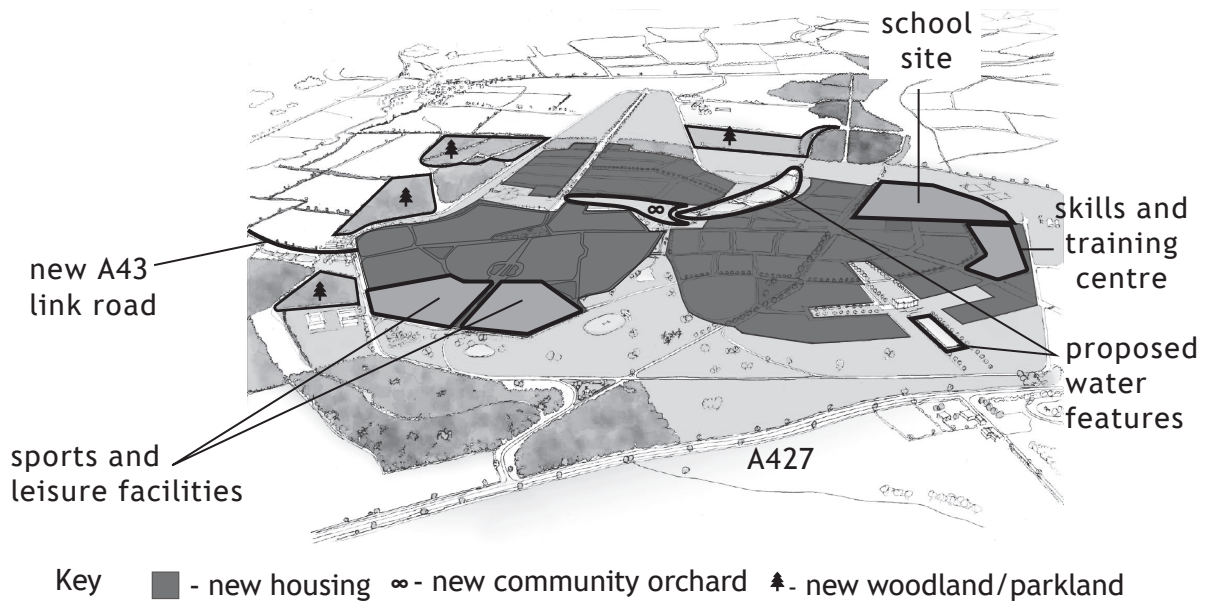 school
site
skills and
training
centre
new A43
link road
proposed
water
features
sports and
leisure facilities
A427
Key - new housing ∞ - new community orchard - new woodland/parkland